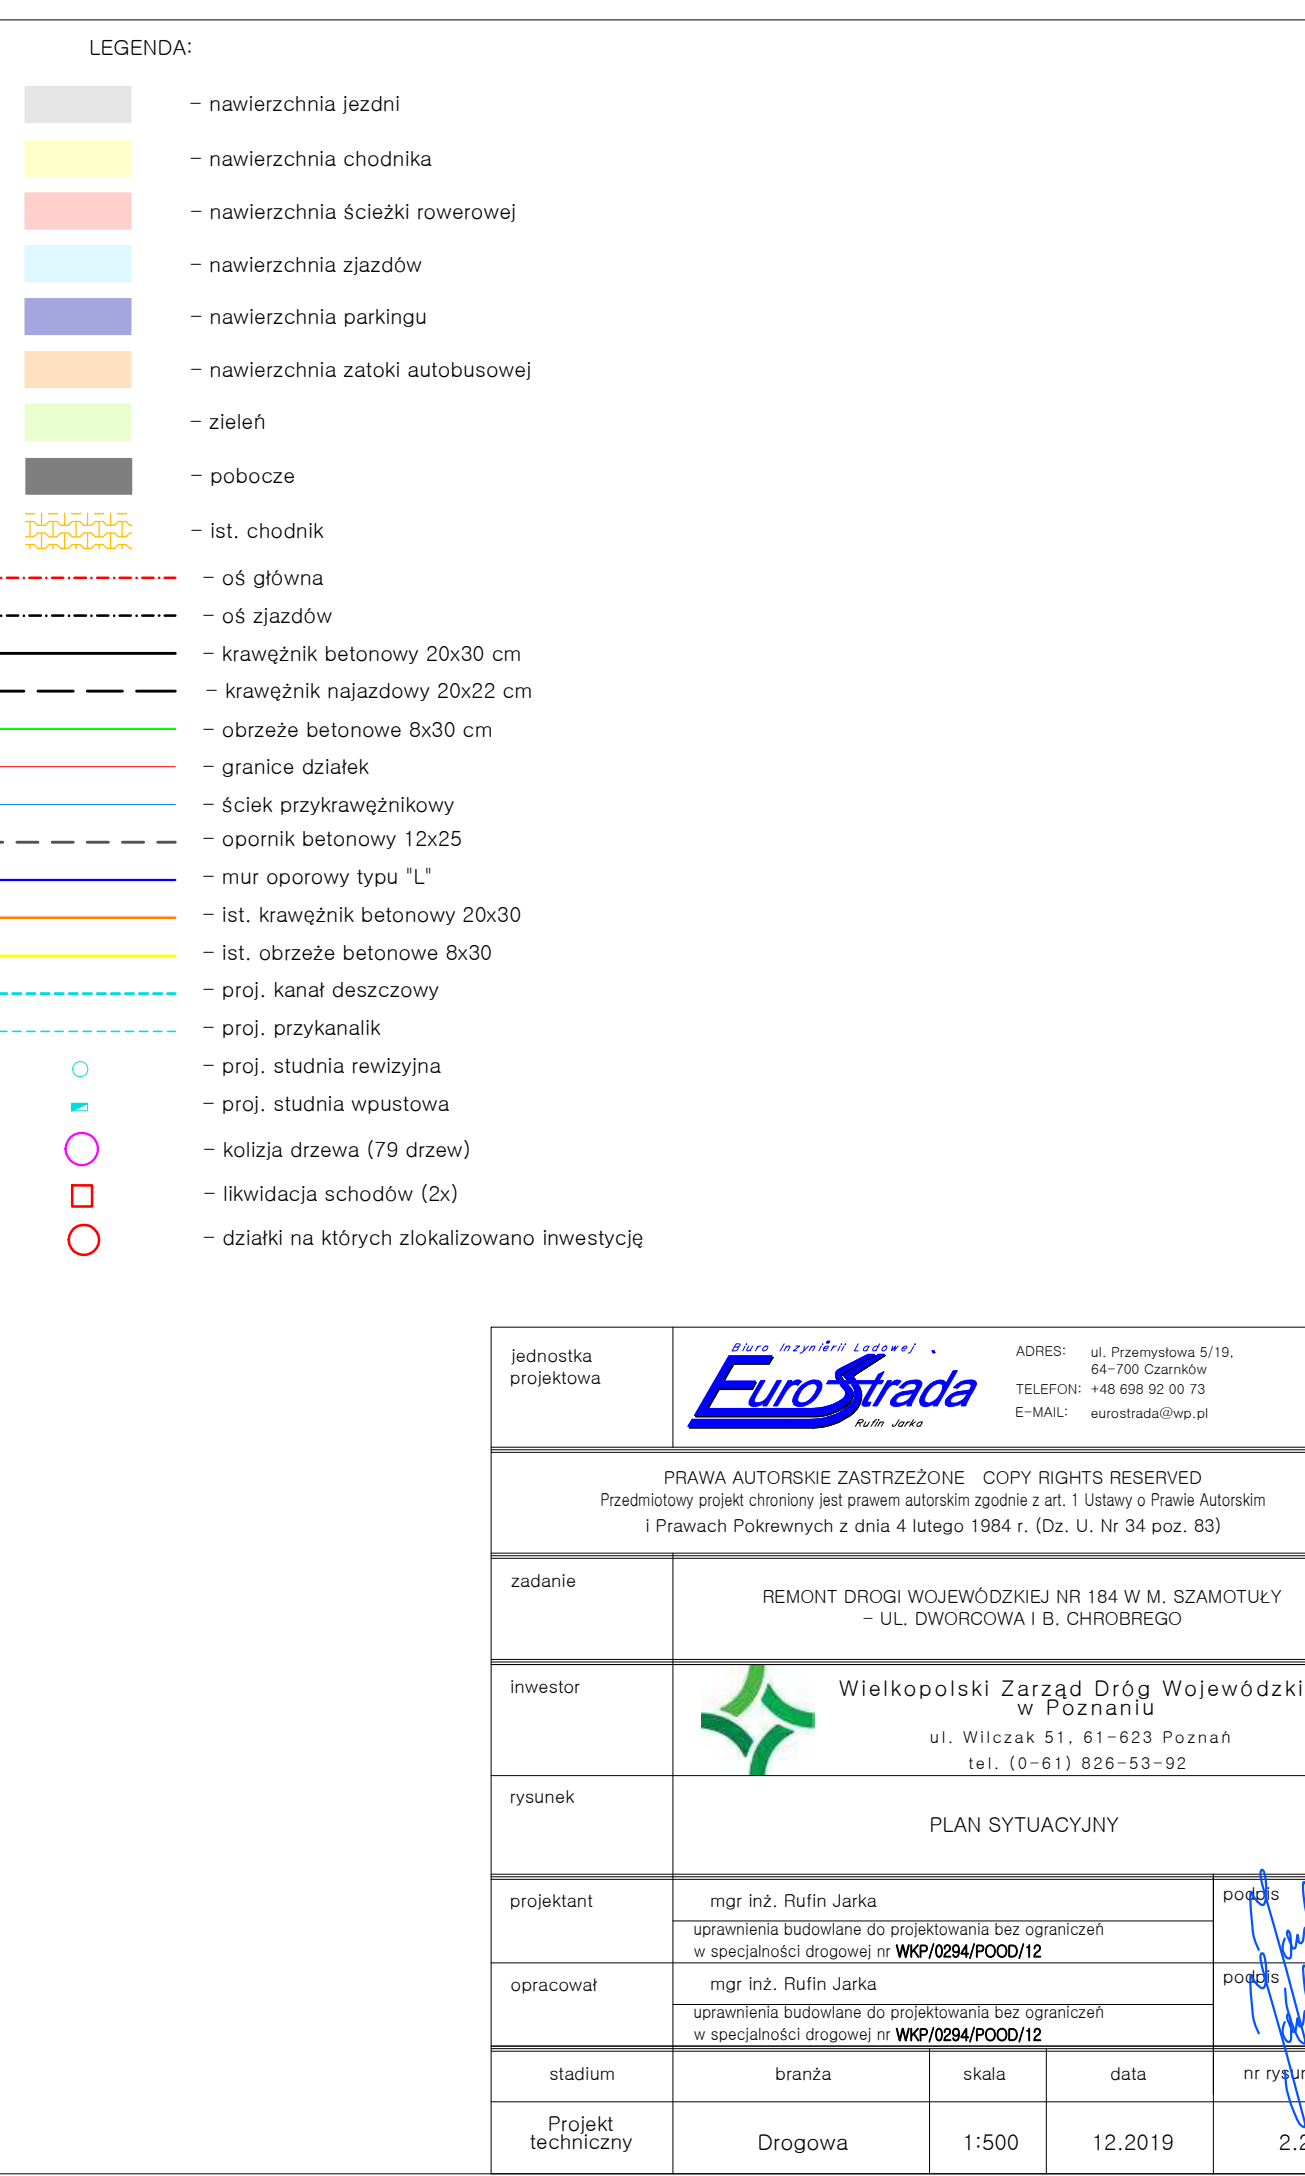 LEGENDA:
- nawierzchnia jezdni
- nawierzchnia chodnika
- nawierzchnia ścieżki rowerowej
- nawierzchnia zjazdów
- nawierzchnia parkingu
- nawierzchnia zatoki autobusowej
- zieleń
- pobocze
- ist. chodnik
- oś główna
- oś zjazdów
- krawężnik betonowy 20x30 cm
- krawężnik najazdowy 20x22 cm
- obrzeże betonowe 8x30 cm
- granice działek
- ściek przykrawężnikowy
- opornik betonowy 12x25
- mur oporowy typu "L"
- ist. krawężnik betonowy 20x30
- ist. obrzeże betonowe 8x30
- proj. kanał deszczowy
- proj. przykanalik
- proj. studnia rewizyjna
- proj. studnia wpustowa
- kolizja drzewa (79 drzew)
- likwidacja schodów (2x)
- działki na których zlokalizowano inwestycję
jednostka
projektowa
Biuro Inzynierii Ladowej
EuroStrada
Rufin Jarka
ADRES: ul. Przemysłowa 5/19,
64-700 Czarnków
TELEFON: +48 698 92 00 73
E-MAIL: eurostrada@wp.pl
PRAWA AUTORSKIE ZASTRZEŻONE COPY RIGHTS RESERVED
Przedmiotowy projekt chroniony jest prawem autorskim zgodnie z art. 1 Ustawy o Prawie Autorskim
i Prawach Pokrewnych z dnia 4 lutego 1984 r. (Dz. U. Nr 34 poz. 83)
zadanie
REMONT DROGI WOJEWÓDZKIEJ NR 184 W M. SZAMOTUŁY
- UL. DWORCOWA I B. CHROBREGO
inwestor
Wielkopolski Zarząd Dróg Wojewódzki
w Poznaniu
ul. Wilczak 51, 61-623 Poznań
tel. (0-61) 826-53-92
rysunek
PLAN SYTUACYJNY
projektant
mgr inż. Rufin Jarka
podpis
uprawnienia budowlane do projektowania bez ograniczeń
w specjalności drogowej nr WKP/0294/POOD/12
opracował
mgr inż. Rufin Jarka
podpis
uprawnienia budowlane do projektowania bez ograniczeń
w specjalności drogowej nr WKP/0294/POOD/12
stadium branża skala data nr
Projekt
techniczny
Drogowa 1:500 12.2019